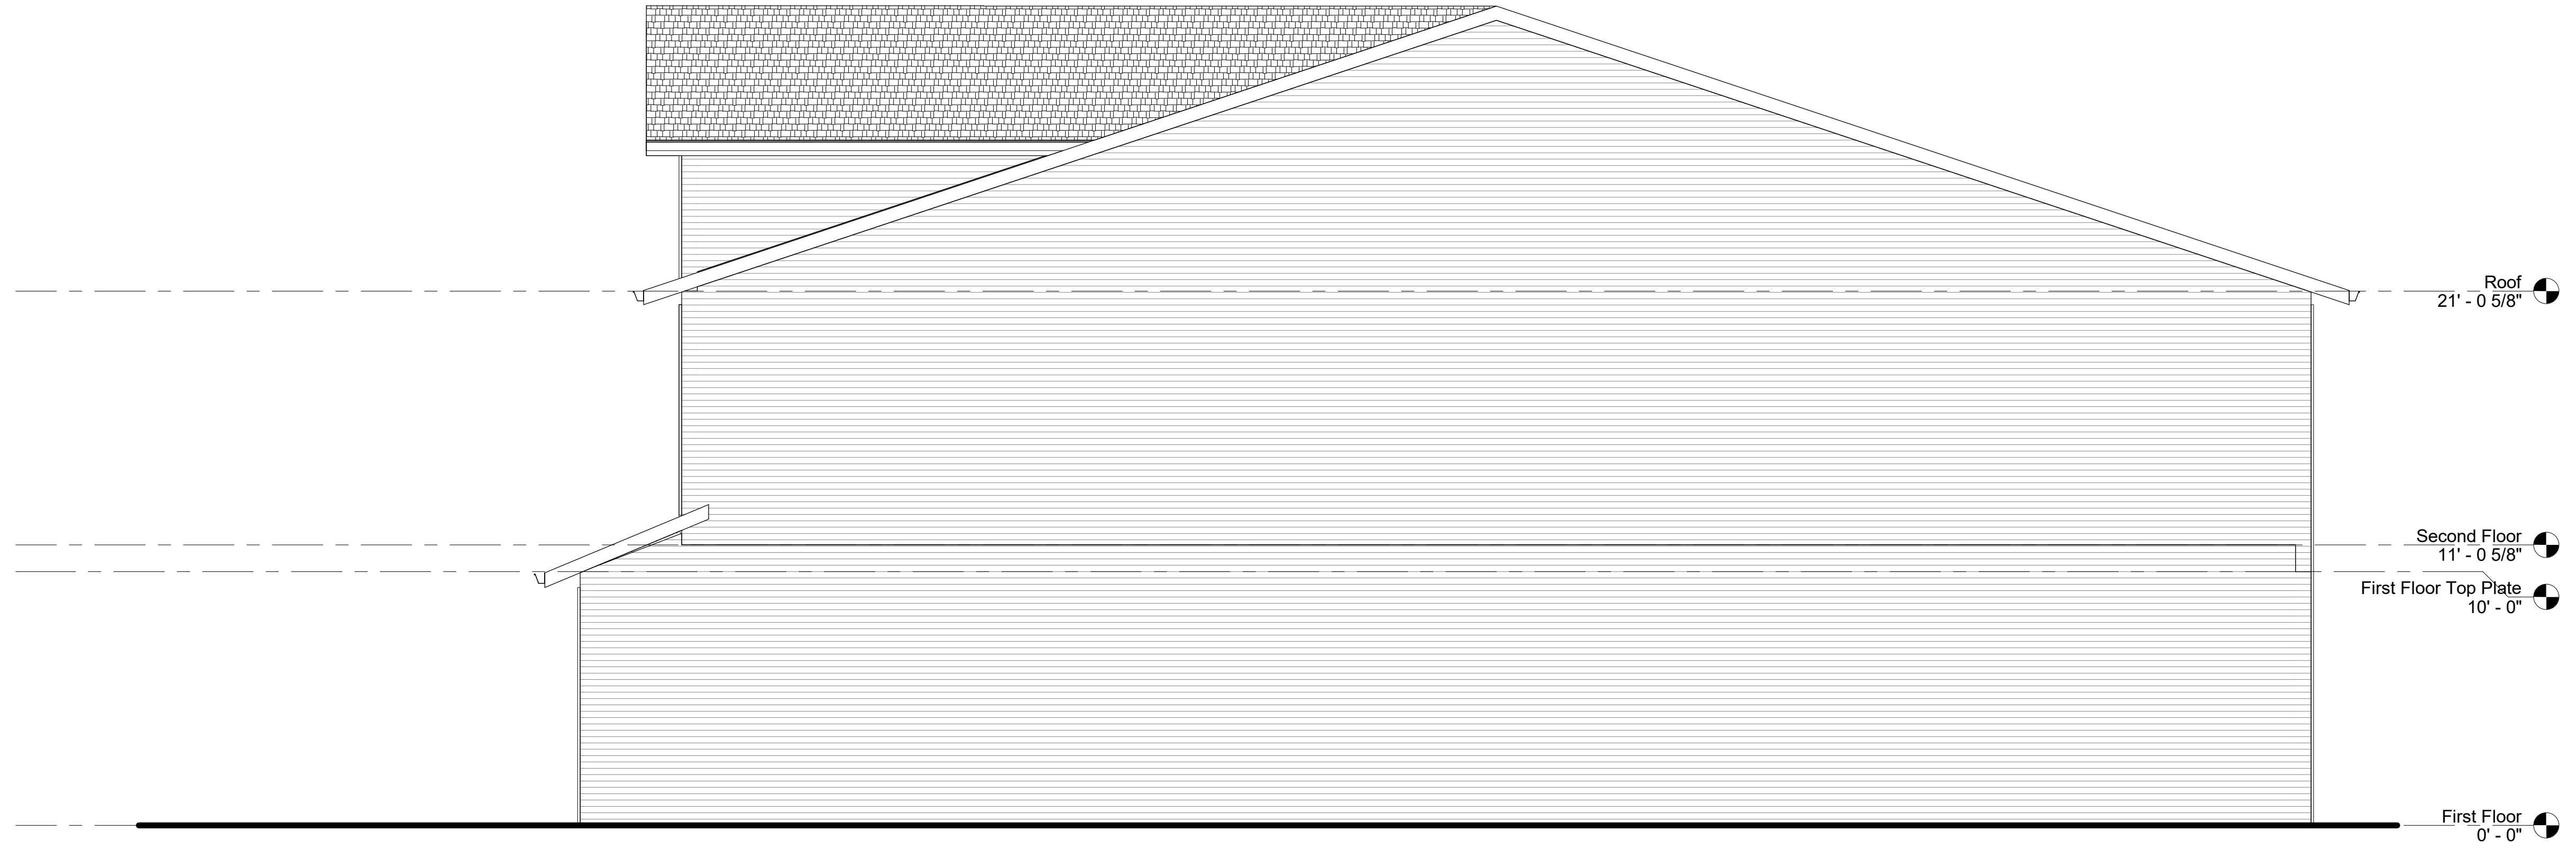 Roof
21' - 0 5/8"
Second Floor
11' - 0 5/8"
First Floor Top Plate
10' - 0"
First Floor
0' - 0"